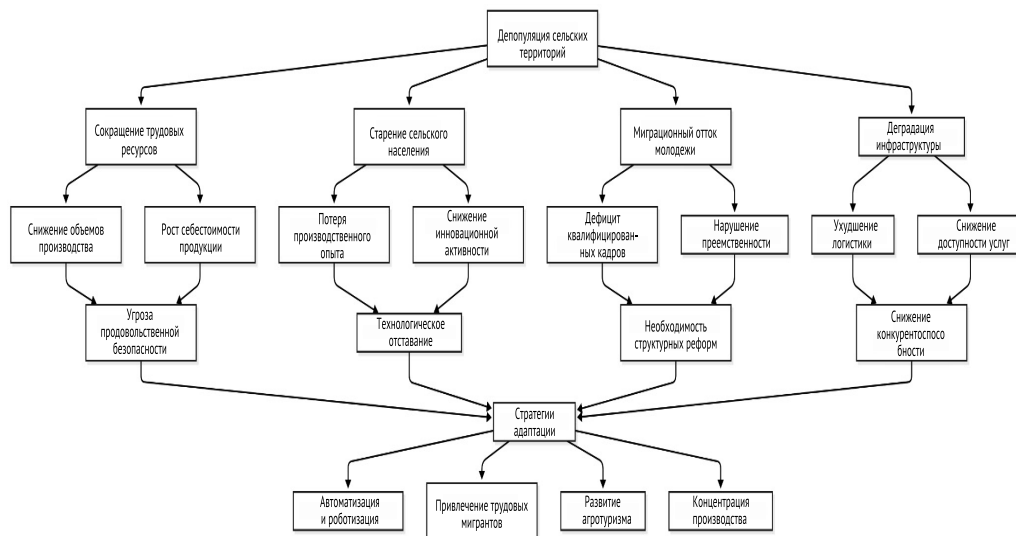 Депопуляция сельских
территорий
Сокращение трудовых
ресурсов
Старение сельского
населения
Миграционный отток
молодежи
Деградация
инфраструктуры
Снижение объемов
производства
Рост себестоимости
продукции
Потеря
производственного
опыта
Снижение
инновационной
активности
Дефицит
квалифицирован-
ных кадров
Нарушение
преемственности
Ухудшение
логистики
Снижение
доступности услуг
Угроза
продовольственной
безопасности
Технологическое
отставание
Необходимость
структурных реформ
Снижение
конкурентоспосо
бности
Стратегии
адаптации
Автоматизация
и роботизация
Привлечение трудовых
мигрантов
Развитие
агротуризма
Концентрация
производства